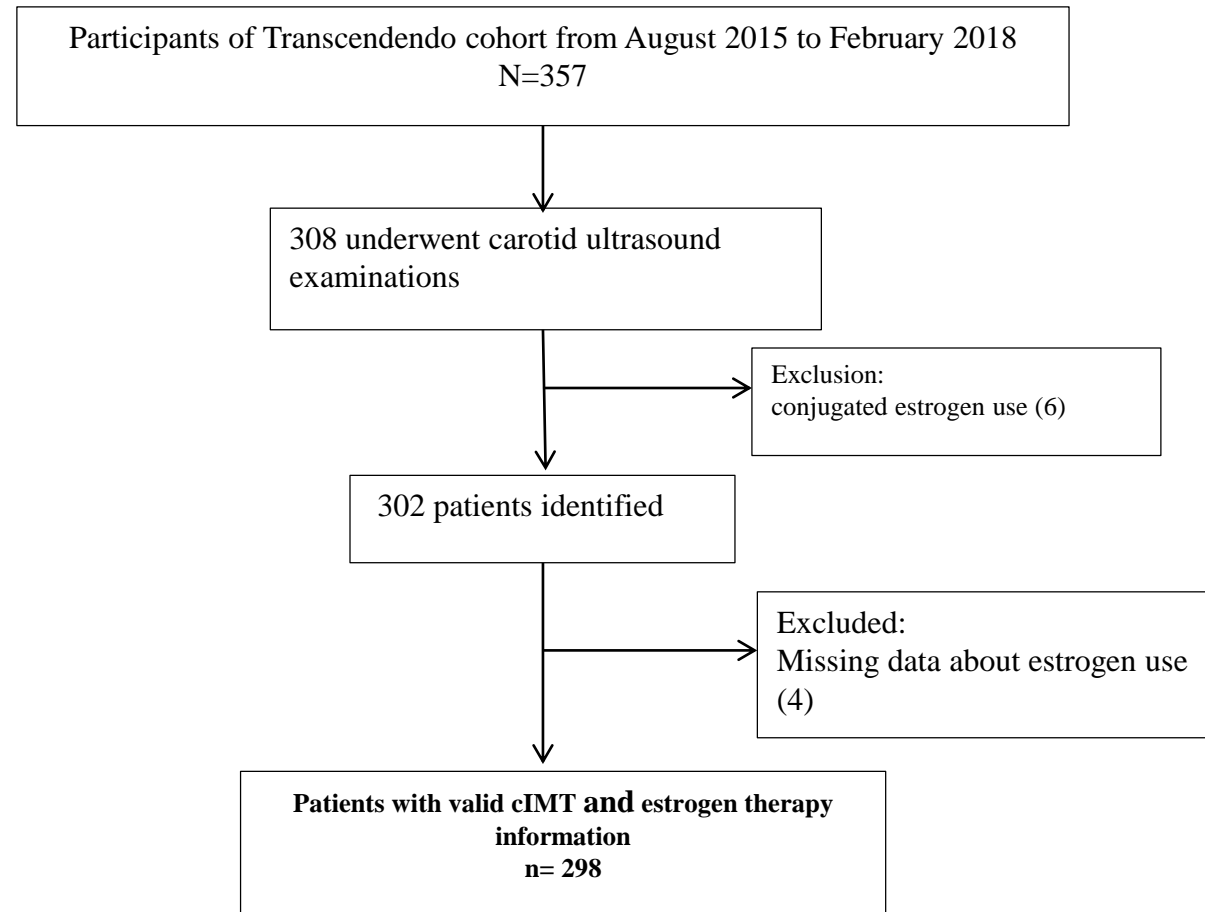 Participants of Transcendendo cohort from August 2015 to February 2018
N=357
308 underwent carotid ultrasound
examinations
Exclusion:
conjugated estrogen use (6)
302 patients identified
Excluded:
Missing data about estrogen use
(4)
Patients with valid cIMT and estrogen therapy
information
n= 298